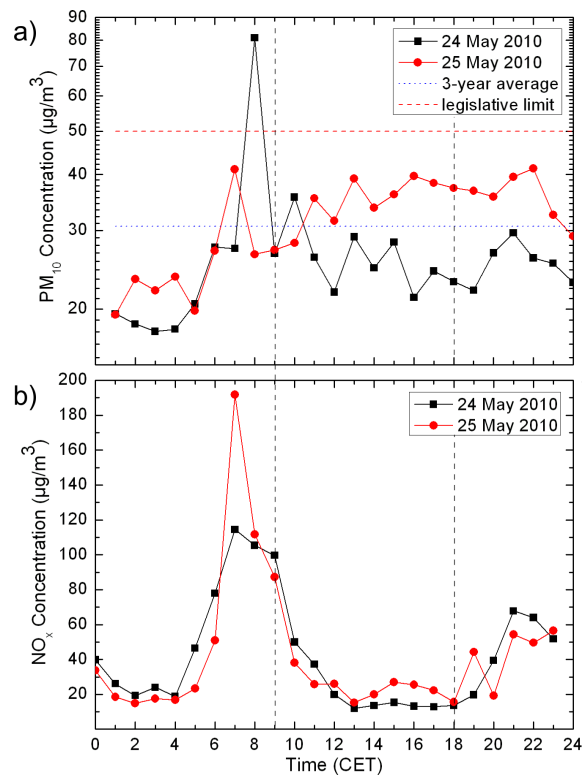 a)
PM10 Concentration (µg/m³)
90
80
70
60
50
40
30
20
24 May 2010
25 May 2010
3-year average
legislative limit
b)
NOx Concentration (µg/m³)
200
180
160
140
120
100
80
60
40
20
24 May 2010
25 May 2010
0 2 4 6 8 10 12 14 16 18 20 22 24
Time (CET)